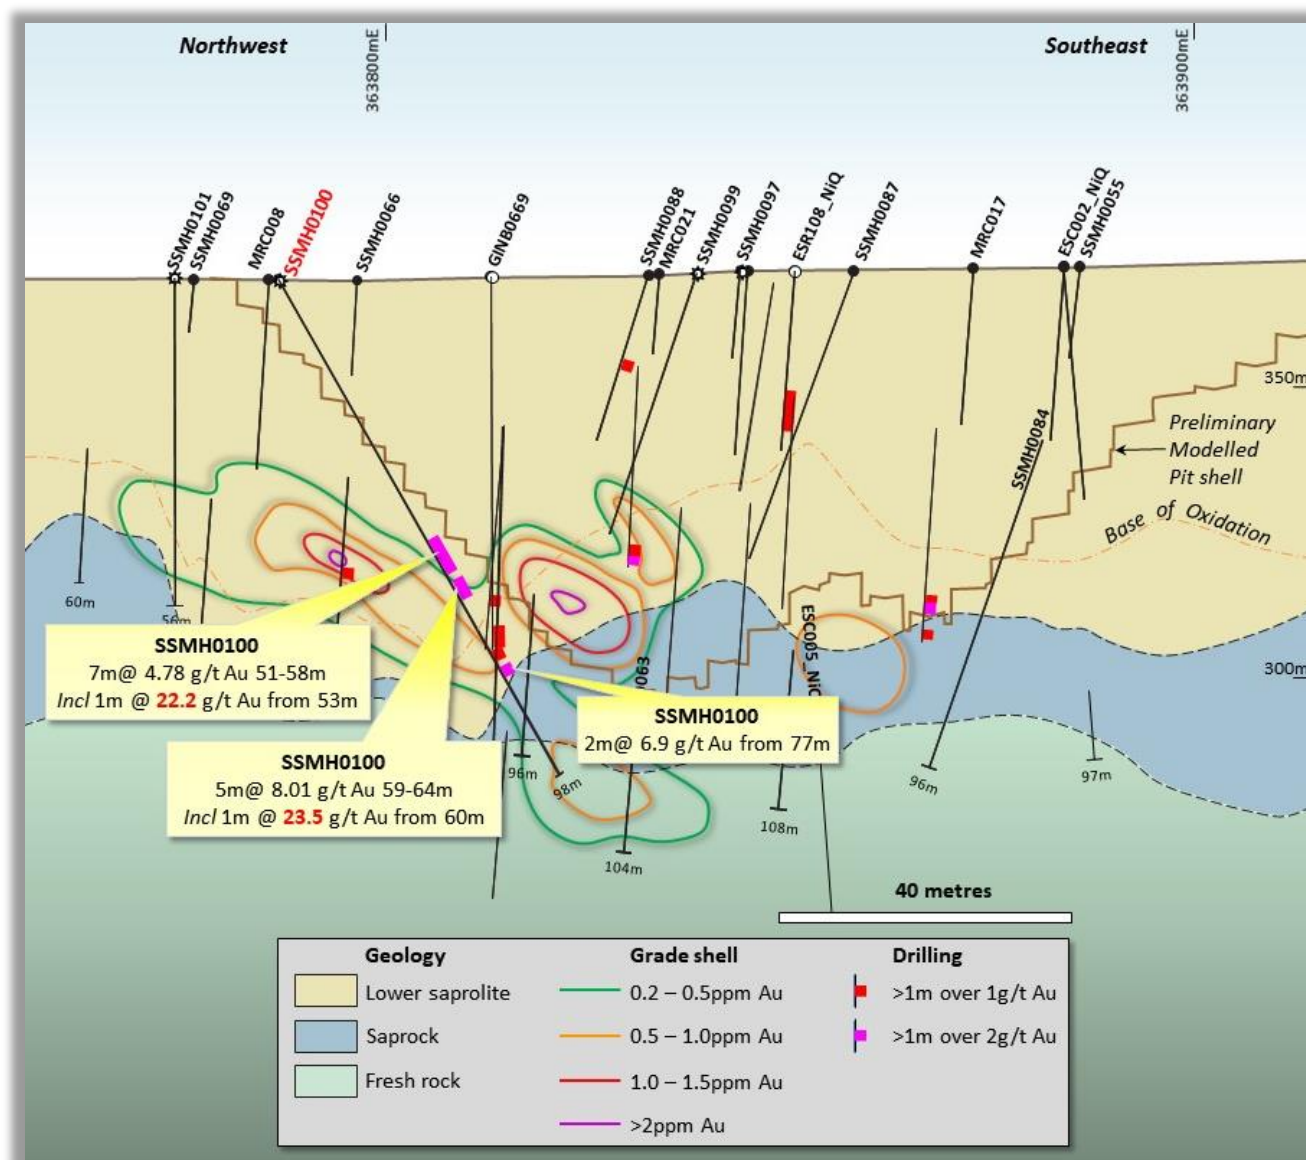 Northwest
363800mE
Southeast
363900mE
SSMH0101
SSMH0069
MRC008
SSMH0100
SSMH0066
GINB0669
SSMH0088
MRC021
SSMH0099
SSMH0097
ESR108_NiQ
SSMH0087
MRC017
ESC002_NiQ
SSMH0055
350m
SSMH0084
Preliminary
Modelled
Pit shell
Base of Oxidation
60m
56m
SSMH0100
7m@ 4.78 g/t Au 51-58m
Incl 1m @ 22.2 g/t Au from 53m
ESC005_NiQ
300m
SSMH0100
2m@ 6.9 g/t Au from 77m
SSMH0100
5m@ 8.01 g/t Au 59-64m
Incl 1m @ 23.5 g/t Au from 60m
96m
98m
96m
97m
108m
104m
40 metres
Geology
Lower saprolite
Saprock
Fresh rock
Grade shell
0.2 – 0.5ppm Au
0.5 – 1.0ppm Au
1.0 – 1.5ppm Au
>2ppm Au
Drilling
>1m over 1g/t Au
>1m over 2g/t Au